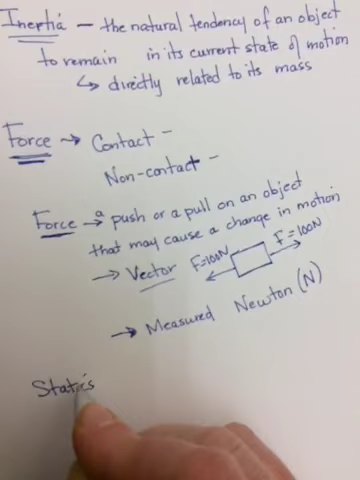 Inertia – the natural tendency of an object
to remain in its current state of motion
↳ directly related to its mass
Force → Contact –
Non-contact –
Force → a push or a pull on an object
that may cause a change in motion
→ Vector F=100N F=100N
→ Measured Newton (N)
Statics